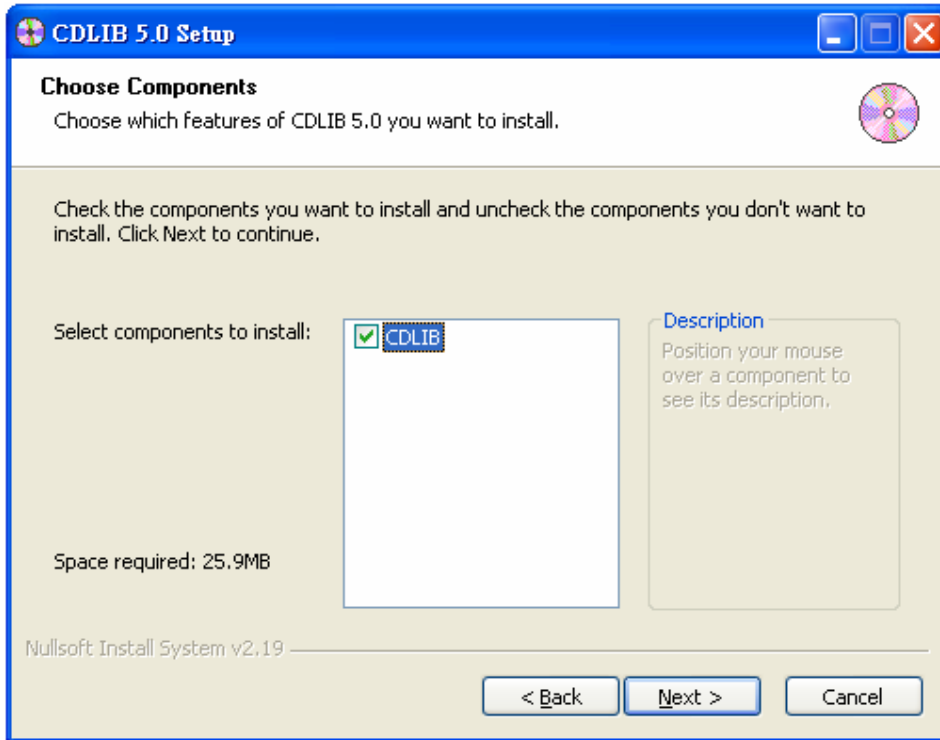 CDLIB 5.0 Setup
Choose Components
Choose which features of CDLIB 5.0 you want to install.
Check the components you want to install and uncheck the components you don't want to
install. Click Next to continue.
Select components to install:
CDLIB
Description
Position your mouse
over a component to
see its description.
Space required: 25.9MB
Nullsoft Install System v2.19
< Back
Next >
Cancel